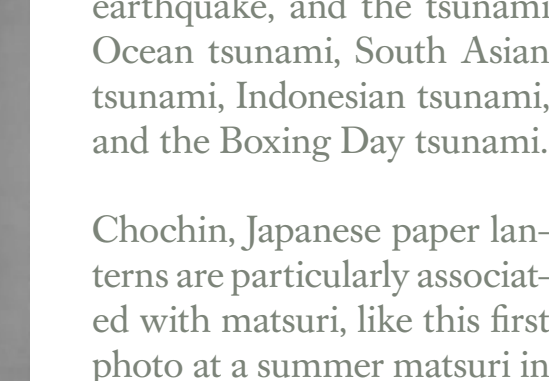 earthquake, and the tsunami
Ocean tsunami, South Asian
tsunami, Indonesian tsunami,
and the Boxing Day tsunami.
Chochin, Japanese paper lan-
terns are particularly associat-
ed with matsuri, like this first
photo at a summer matsuri in